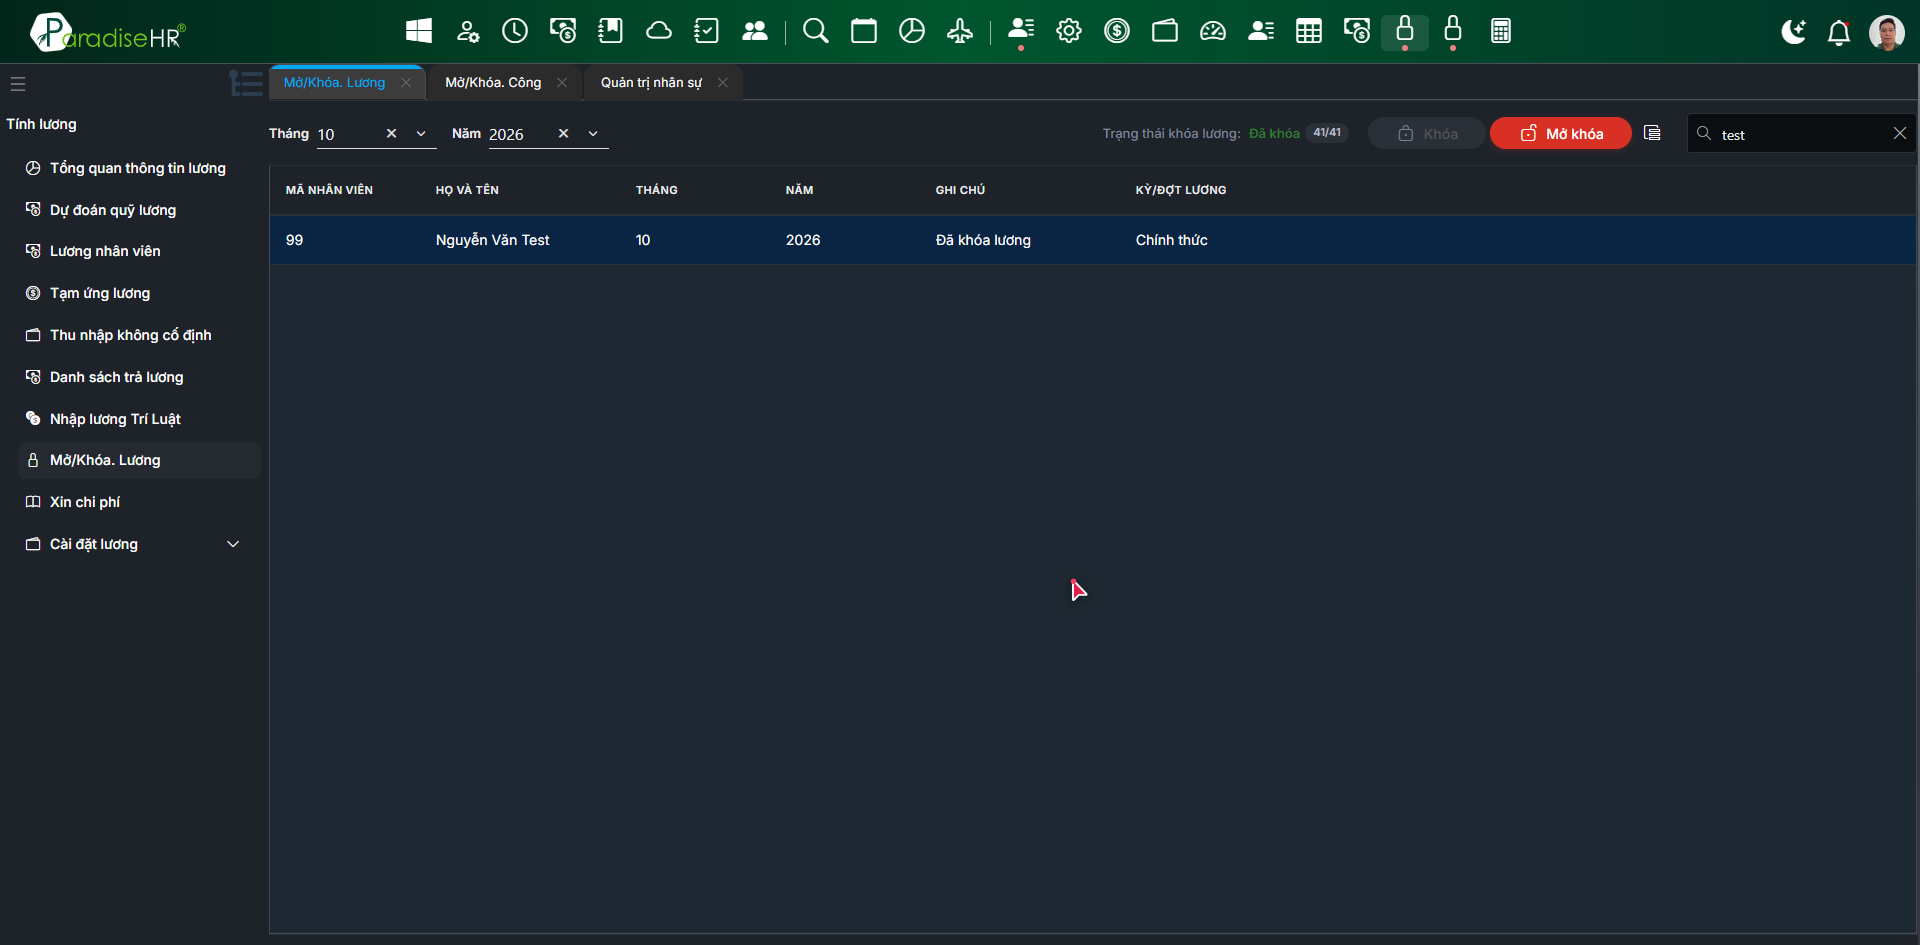 ParadiseHR®
Mở/Khóa. Lương
Mở/Khóa. Công
Quản trị nhân sự
Tính lương
Tổng quan thông tin lương
Dự đoán quỹ lương
Lương nhân viên
Tạm ứng lương
Thu nhập không cố định
Danh sách trả lương
Nhập lương Trí Luật
Mở/Khóa. Lương
Xin chi phí
Cài đặt lương
Tháng 10 Năm 2026 Trạng thái khóa lương: Đã khóa 41/41 Khóa Mở khóa test
MÃ NHÂN VIÊN HỌ VÀ TÊN THÁNG NĂM GHI CHÚ KỲ/ĐỢT LƯƠNG
99 Nguyễn Văn Test 10 2026 Đã khóa lương Chính thức